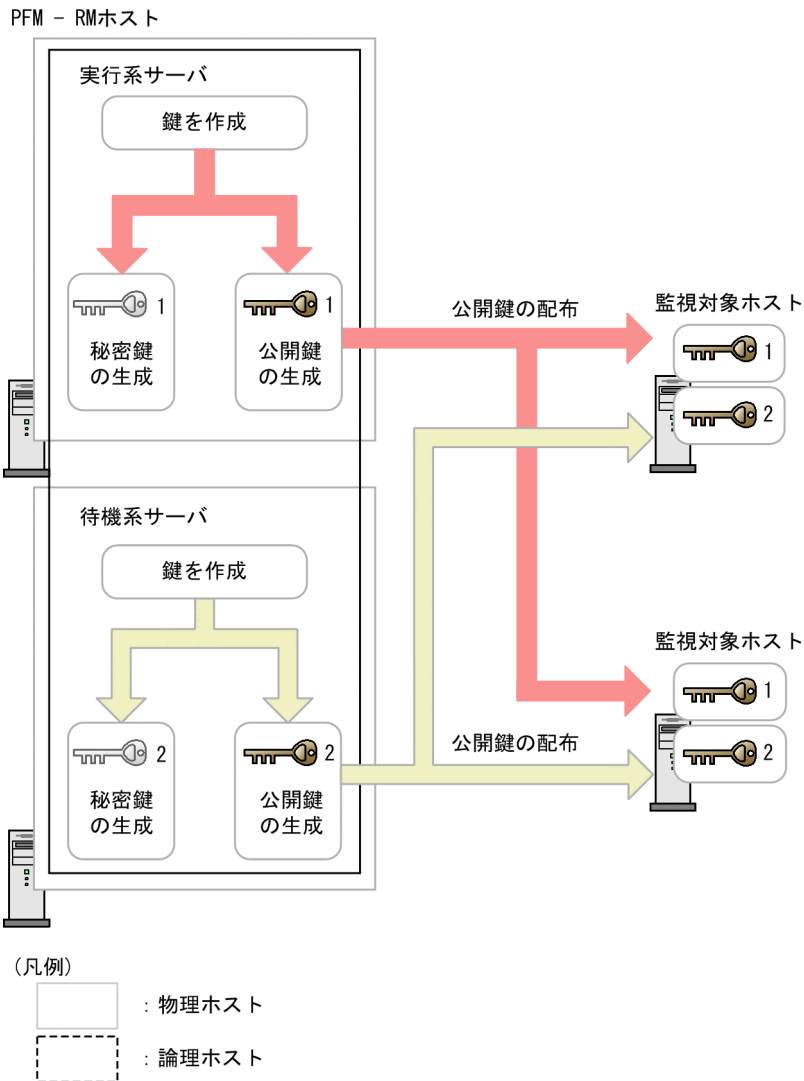 PFM - RMホスト
実行系サーバ
鍵を作成
1
秘密鍵
の生成
1
公開鍵
の生成
公開鍵の配布
監視対象ホスト
1
2
待機系サーバ
鍵を作成
2
秘密鍵
の生成
2
公開鍵
の生成
公開鍵の配布
監視対象ホスト
1
2
(凡例)
：物理ホスト
：論理ホスト